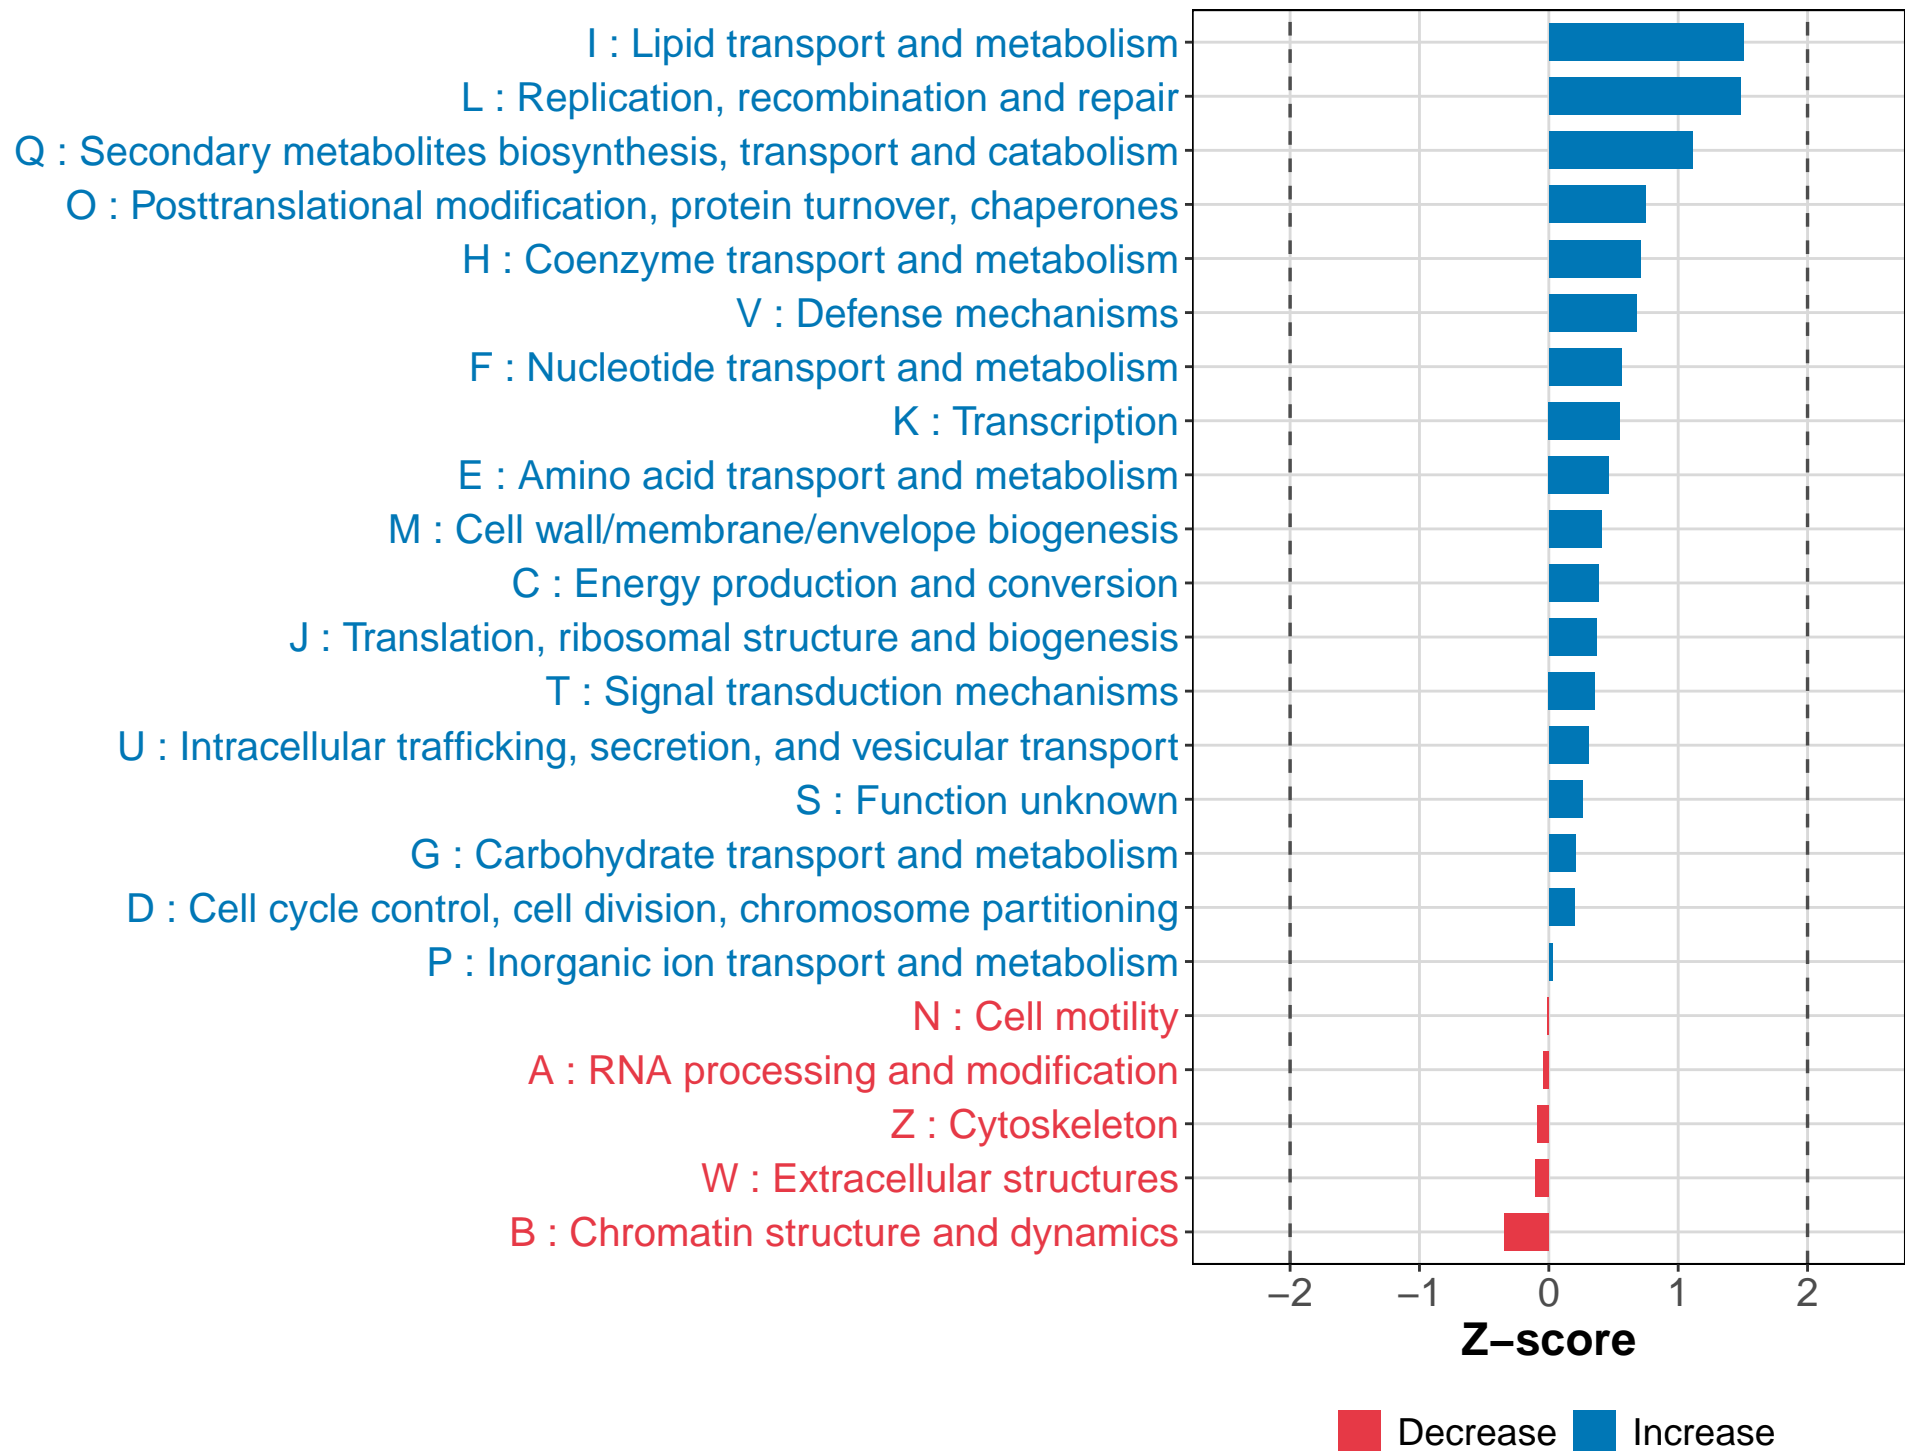 I : Lipid transport and metabolism
L : Replication, recombination and repair
Q : Secondary metabolites biosynthesis, transport and catabolism
O : Posttranslational modification, protein turnover, chaperones
H : Coenzyme transport and metabolism
V : Defense mechanisms
F : Nucleotide transport and metabolism
K : Transcription
E : Amino acid transport and metabolism
M : Cell wall/membrane/envelope biogenesis
C : Energy production and conversion
J : Translation, ribosomal structure and biogenesis
T : Signal transduction mechanisms
U : Intracellular trafficking, secretion, and vesicular transport
S : Function unknown
G : Carbohydrate transport and metabolism
D : Cell cycle control, cell division, chromosome partitioning
P : Inorganic ion transport and metabolism
N : Cell motility
A : RNA processing and modification
Z : Cytoskeleton
W : Extracellular structures
B : Chromatin structure and dynamics
−2 −1 0 1 2
Z−score
Decrease Increase